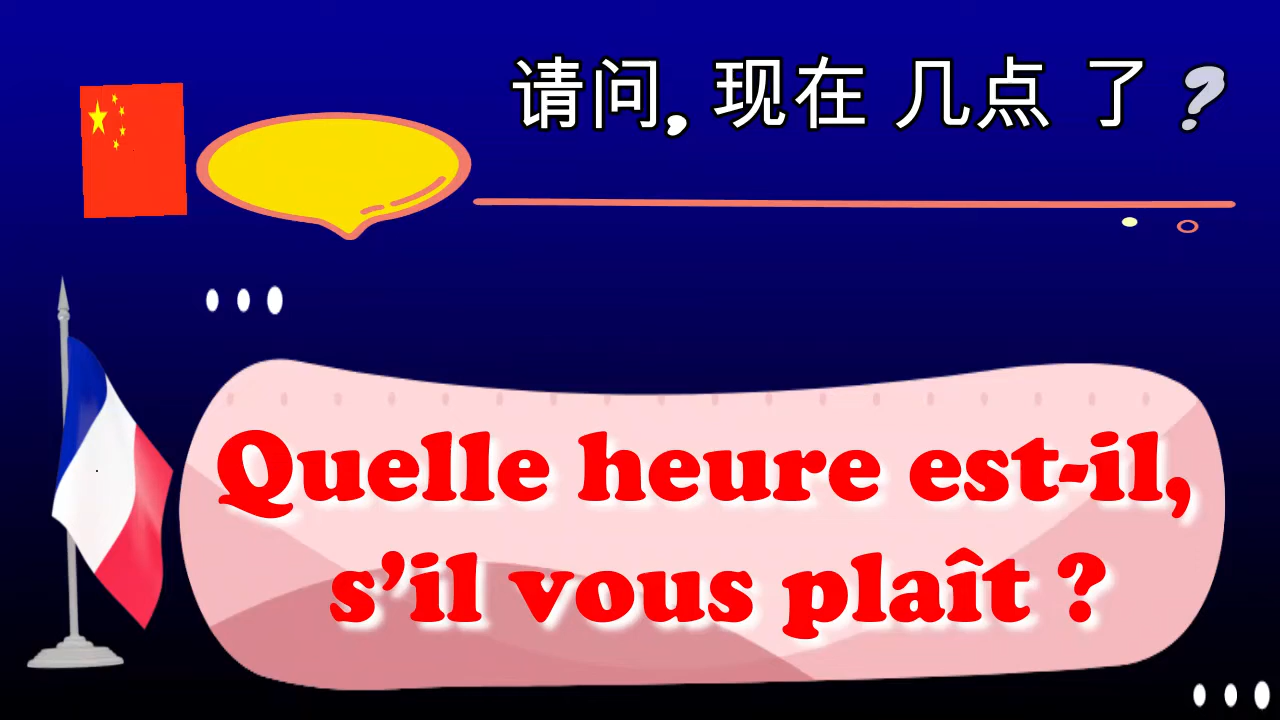 请问, 现在 几点 了 ?
Quelle heure est-il,
s'il vous plaît ?